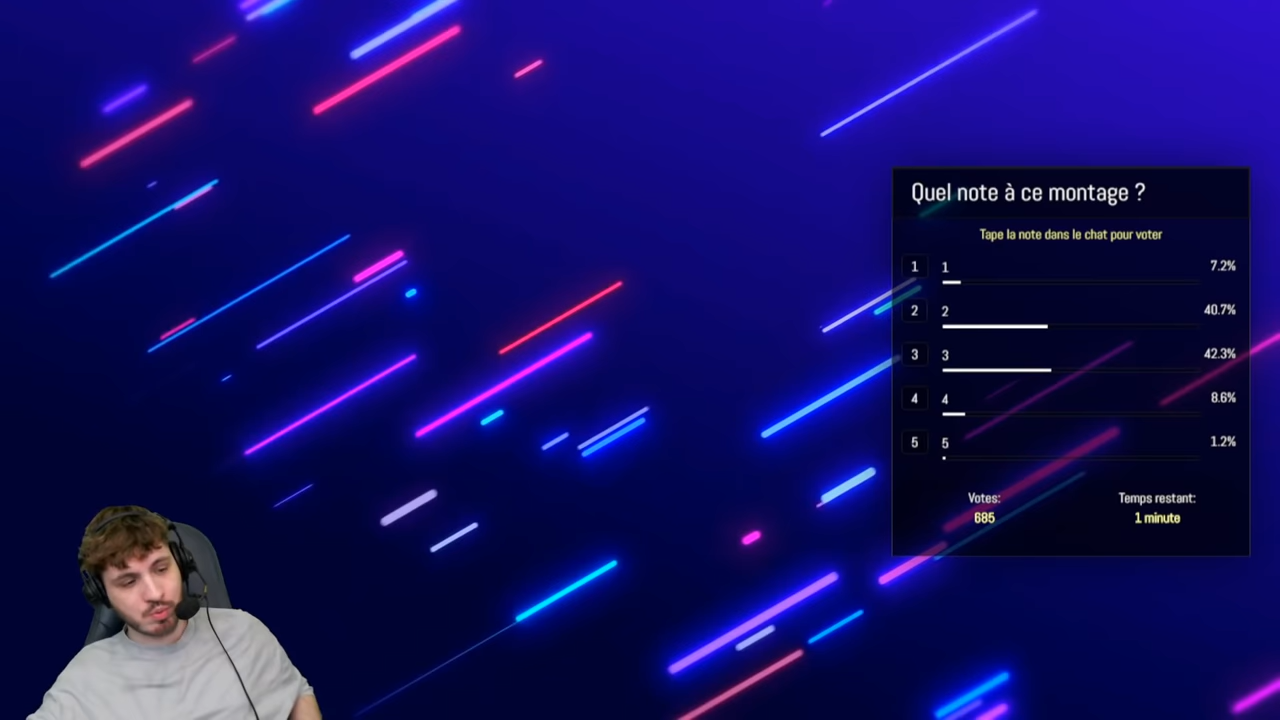 Quel note à ce montage ?
Tape la note dans le chat pour voter
1 1 7.2%
2 2 40.7%
3 3 42.3%
4 4 8.6%
5 5 1.2%
Votes: Temps restant:
685 1 minute